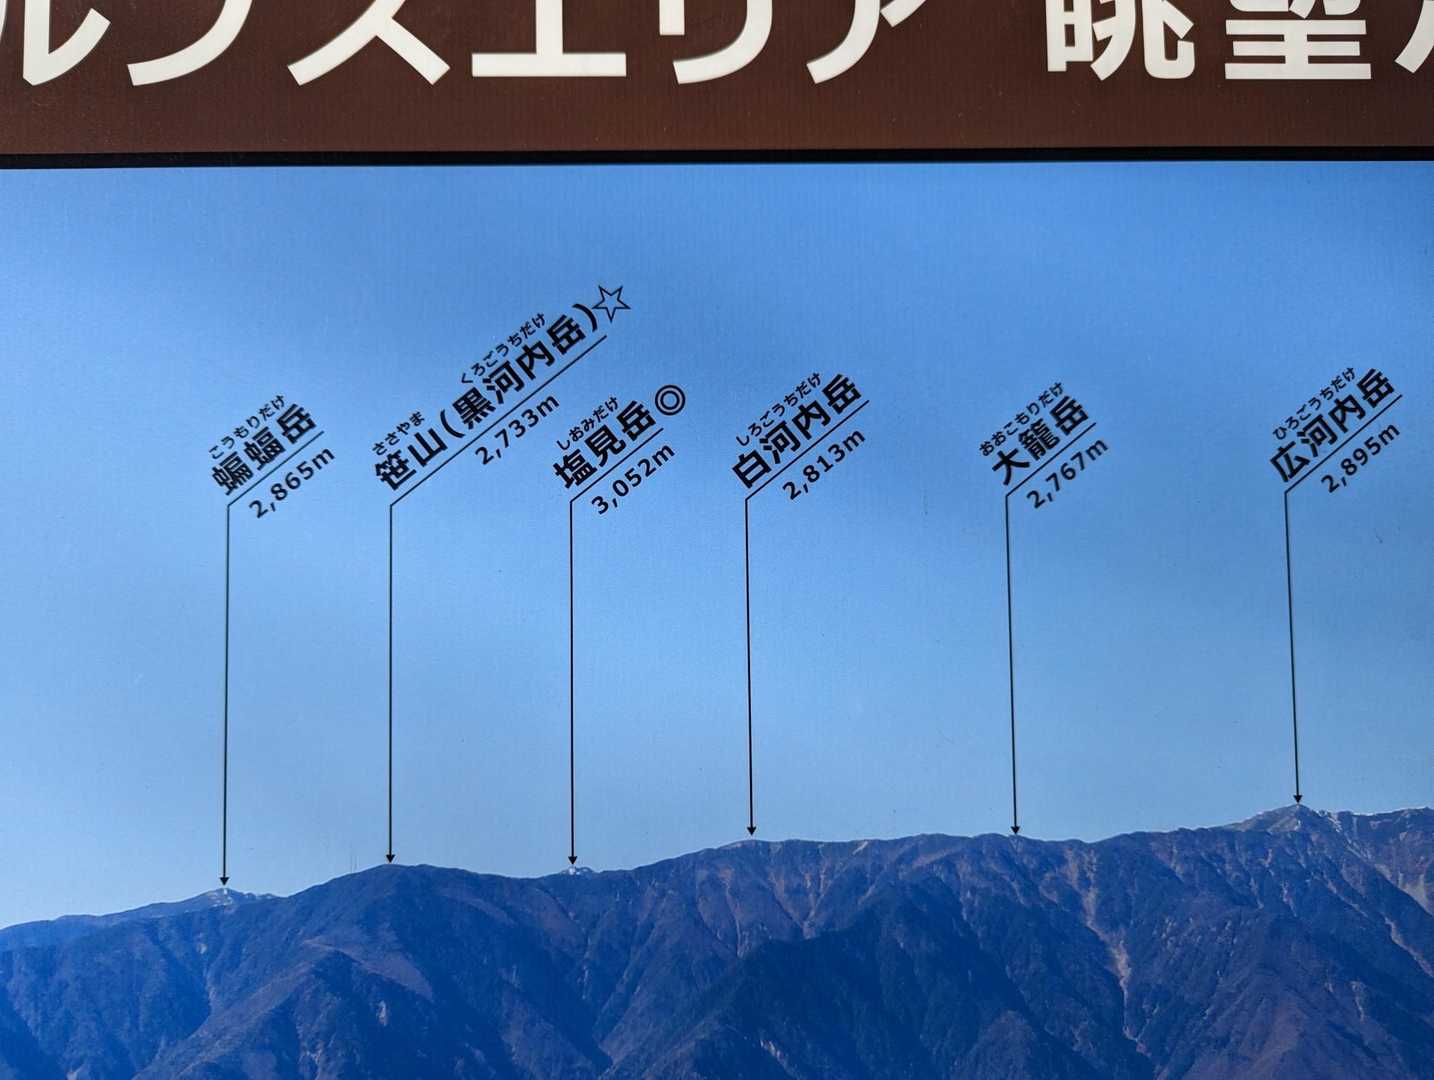 ルプスエリア 眺望
こうもりだけ
蝙蝠岳
2,865m
ささやま くろごうちだけ
笹山(黒河内岳)☆
2,733m
しおみだけ
塩見岳◎
3,052m
しろごうちだけ
白河内岳
2,813m
おおこもりだけ
大籠岳
2,767m
ひろごうちだけ
広河内岳
2,895m